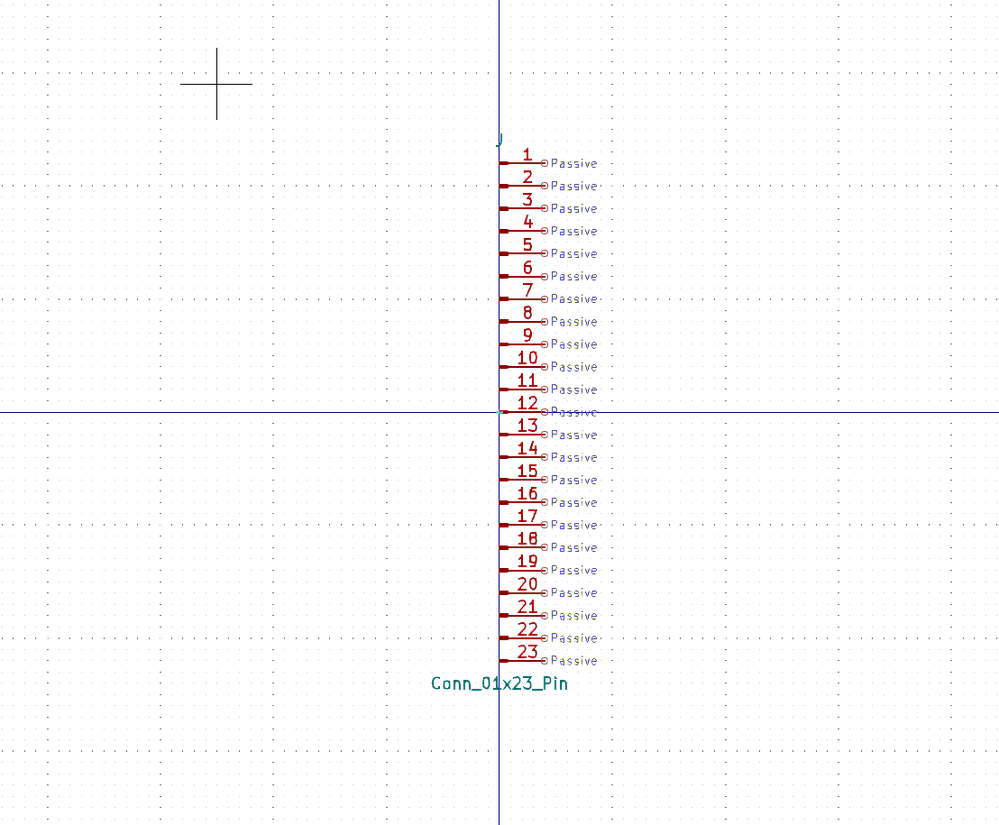 J
1 Passive
2 Passive
3 Passive
4 Passive
5 Passive
6 Passive
7 Passive
8 Passive
9 Passive
10 Passive
11 Passive
12 Passive
13 Passive
14 Passive
15 Passive
16 Passive
17 Passive
18 Passive
19 Passive
20 Passive
21 Passive
22 Passive
23 Passive
Conn_01x23_Pin